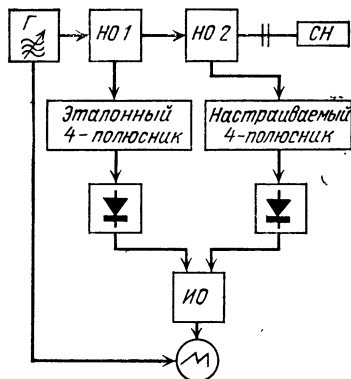 Г
НО 1
НО 2
СН
Эталонный
4-полюсник
Настраиваемый
4-полюсник
ИО